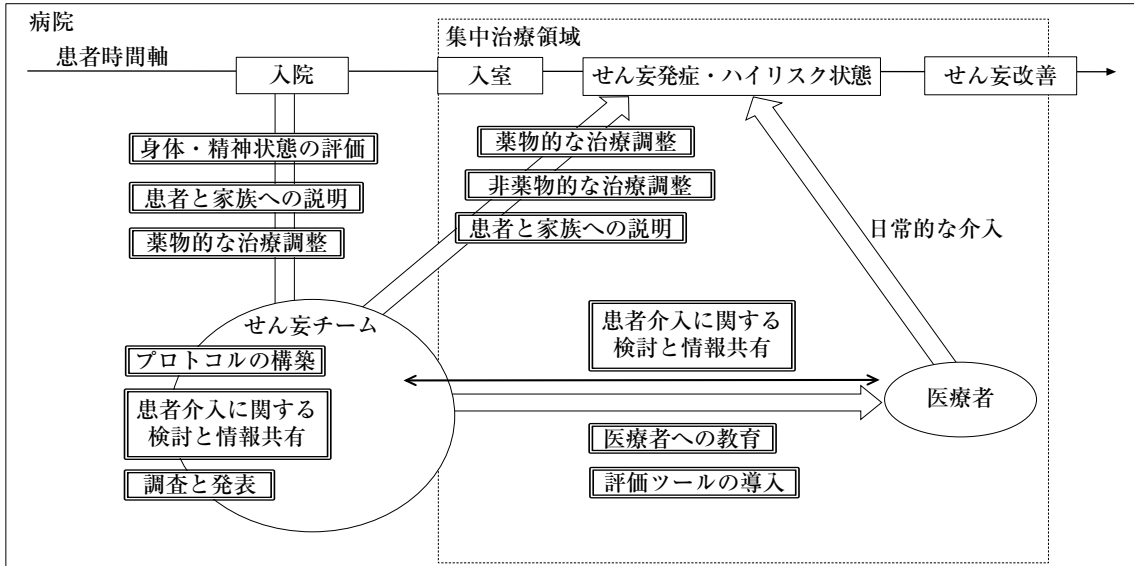 病院
集中治療領域
患者時間軸
入院
入室
せん妄発症・ハイリスク状態
せん妄改善
身体・精神状態の評価
患者と家族への説明
薬物的な治療調整
薬物的な治療調整
非薬物的な治療調整
患者と家族への説明
日常的な介入
せん妄チーム
プロトコルの構築
患者介入に関する
検討と情報共有
調査と発表
患者介入に関する
検討と情報共有
医療者
医療者への教育
評価ツールの導入